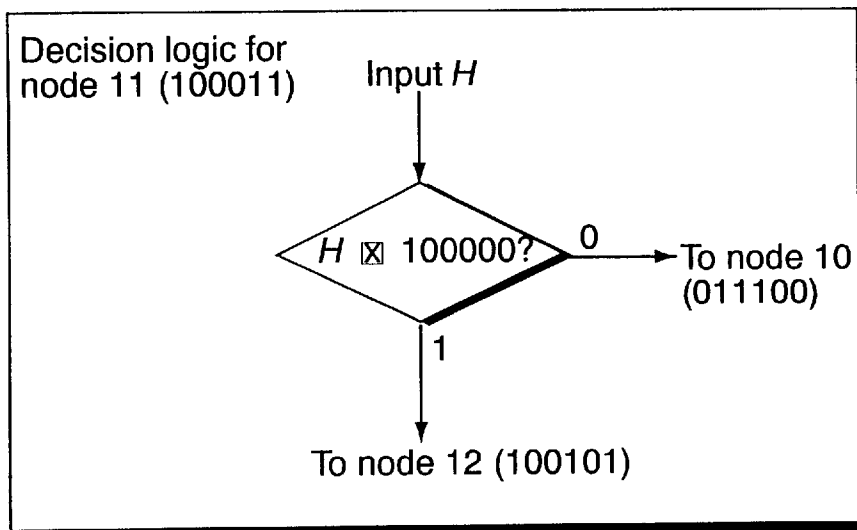 Decision logic for
node 11 (100011)
Input H
H ☒ 100000?
0
To node 10
(011100)
1
To node 12 (100101)